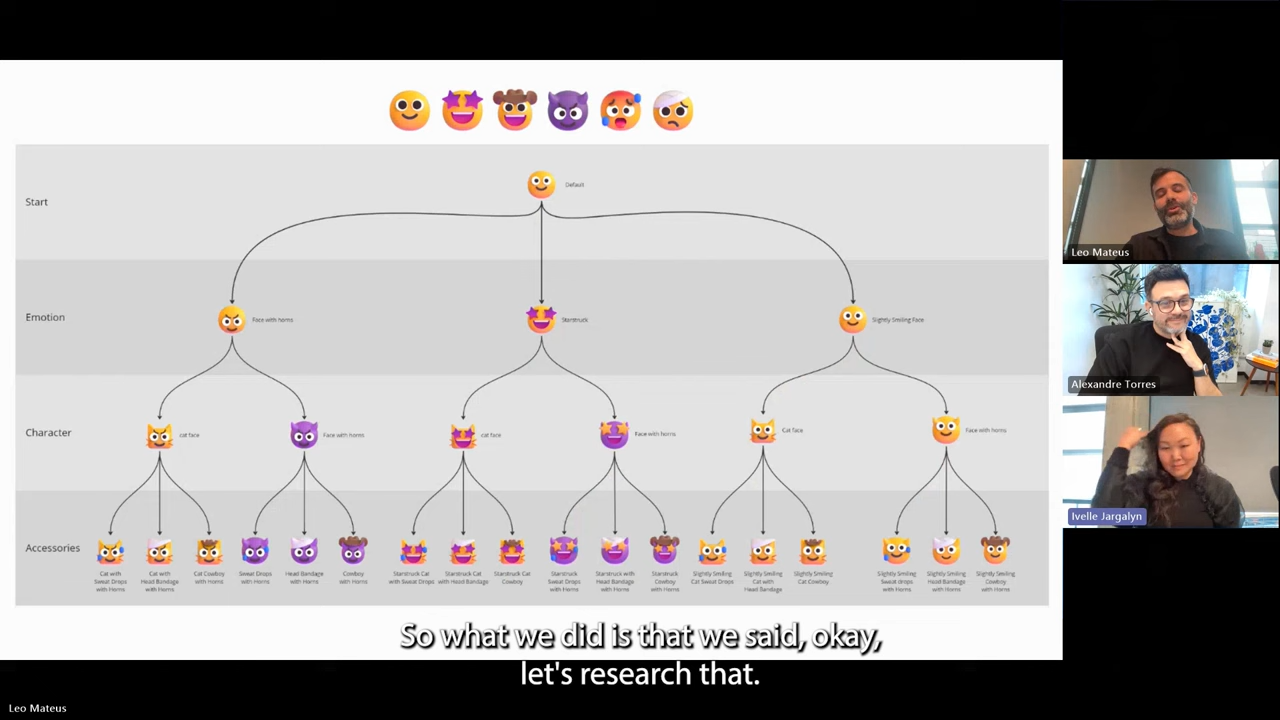 Start
Default
Emotion
Face with horns
Starstruck
Slightly Smiling Face
Character
cat face
Face with horns
cat face
Face with horns
Cat face
Face with horns
Accessories
Cat with
Sweat Drops
with Horns
Cat with
Head Bandage
with Horns
Cat Cowboy
with Horns
Sweat Drops
with Horns
Head Bandage
with Horns
Cowboy
with Horns
Starstruck Cat
with Sweat Drops
Starstruck Cat
with Head Bandage
Starstruck Cat
Cowboy
Starstruck
Sweat Drops
with Horns
Starstruck with
Head Bandage
with Horns
Starstruck
Cowboy
with Horns
Slightly Smiling
Cat Sweat Drops
Slightly Smiling
Cat with
Head Bandage
Slightly Smiling
Cat Cowboy
Slightly Smiling
Sweat drops
with Horns
Slightly Smiling
Head Bandage
with Horns
Slightly Smiling
Cowboy
with Horns
Leo Mateus
Alexandre Torres
Ivelle Jargalyn
So what we did is that we said, okay,
let's research that.
Leo Mateus